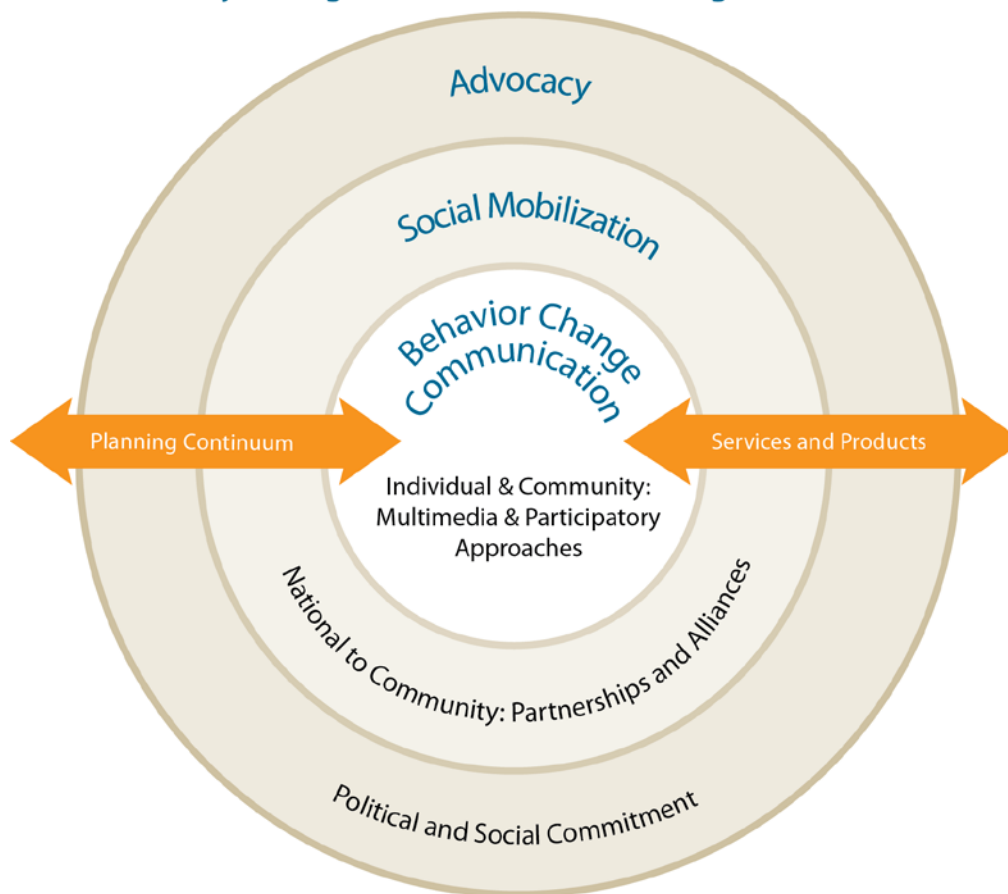 Advocacy
Social Mobilization
Behavior Change
Communication
Planning Continuum
Services and Products
Individual & Community:
Multimedia & Participatory
Approaches
National to Community: Partnerships and Alliances
Political and Social Commitment